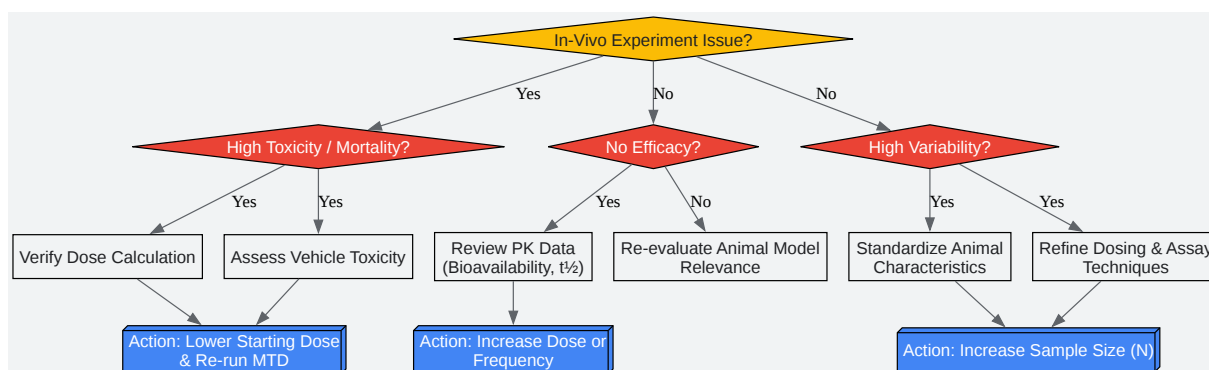 In-Vivo Experiment Issue?
Yes
No
No
High Toxicity / Mortality?
No Efficacy?
High Variability?
Yes
Yes
Yes
No
Yes
Yes
Verify Dose Calculation
Assess Vehicle Toxicity
Review PK Data
(Bioavailability, t½)
Re-evaluate Animal Model
Relevance
Standardize Animal
Characteristics
Refine Dosing & Assay
Techniques
Action: Lower Starting Dose
& Re-run MTD
Action: Increase Dose or
Frequency
Action: Increase Sample Size (N)